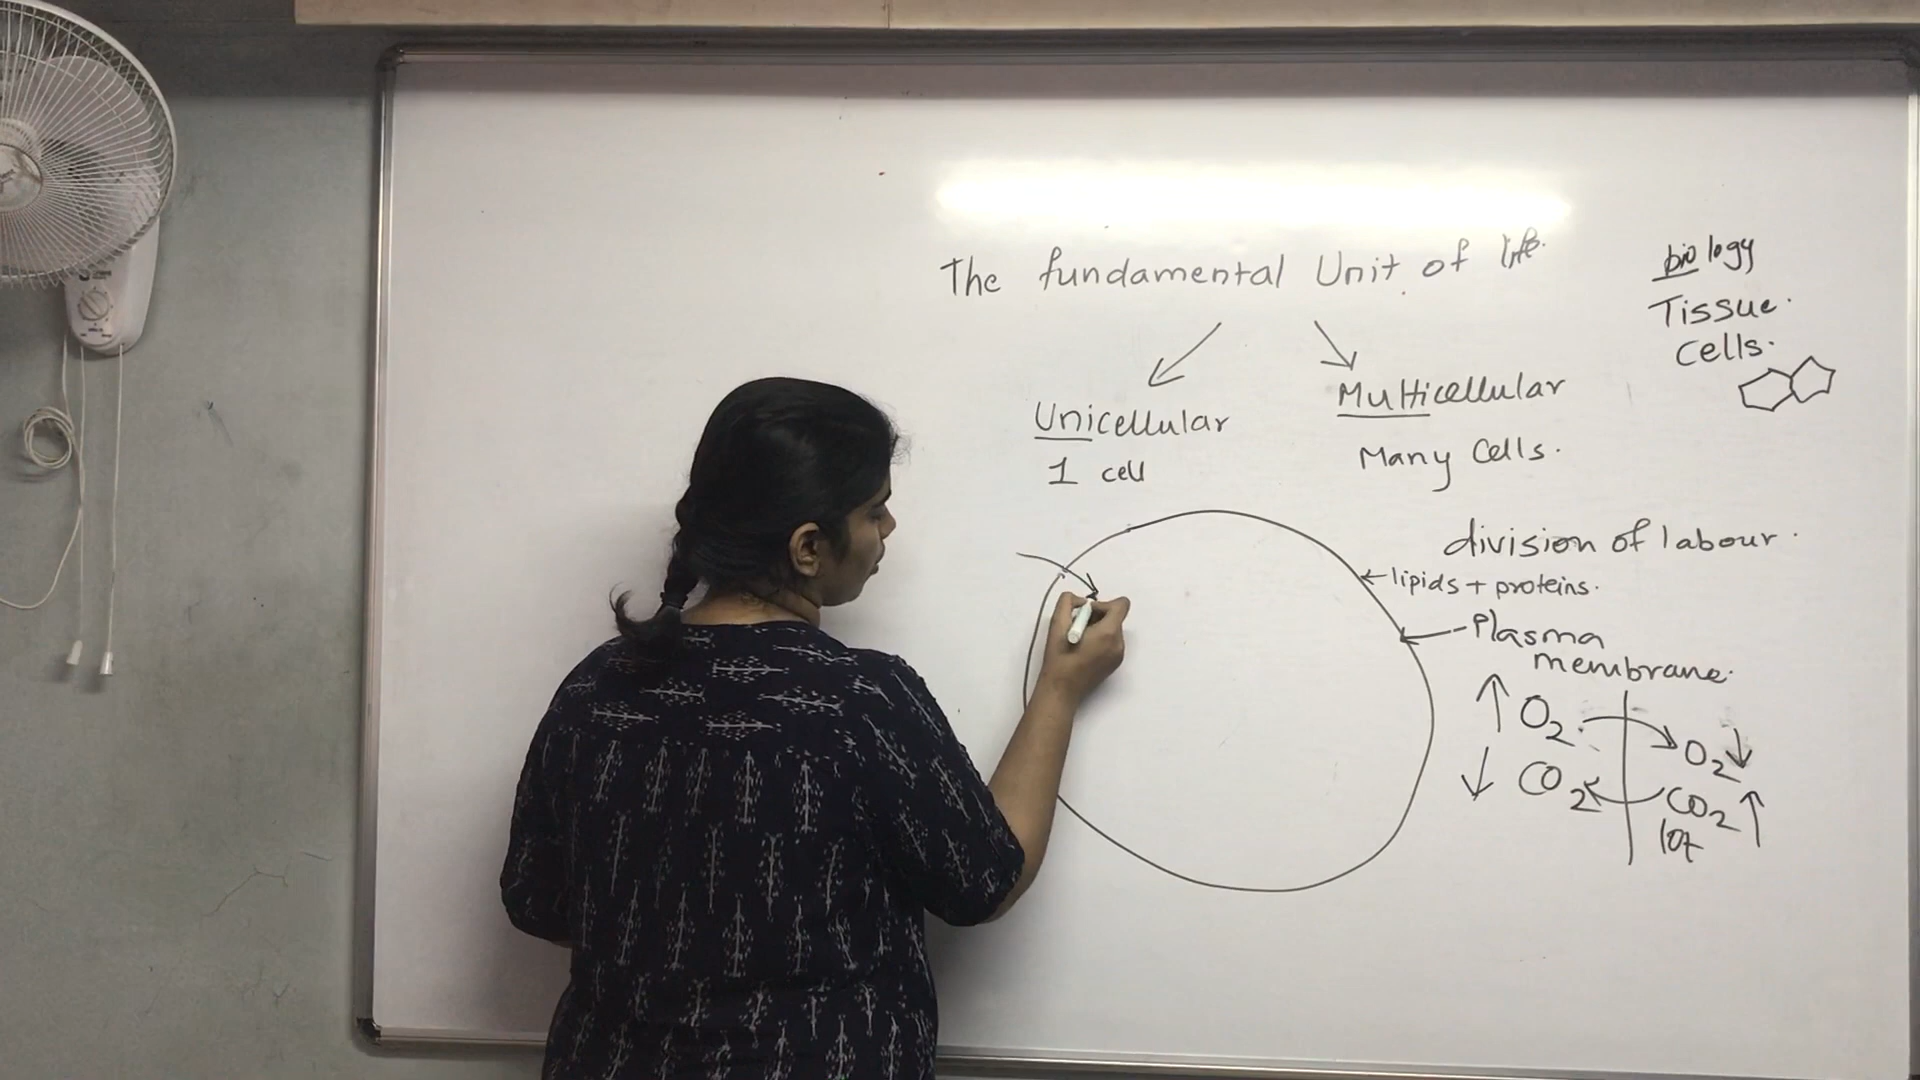 The fundamental Unit of life.
biology
Tissue.
Cells.
Unicellular
1 cell
Multicellular
Many Cells.
division of labour.
← lipids + proteins.
Plasma
membrane.
↑ O2 → O2 ↓
↓ CO2 ← CO2 ↑